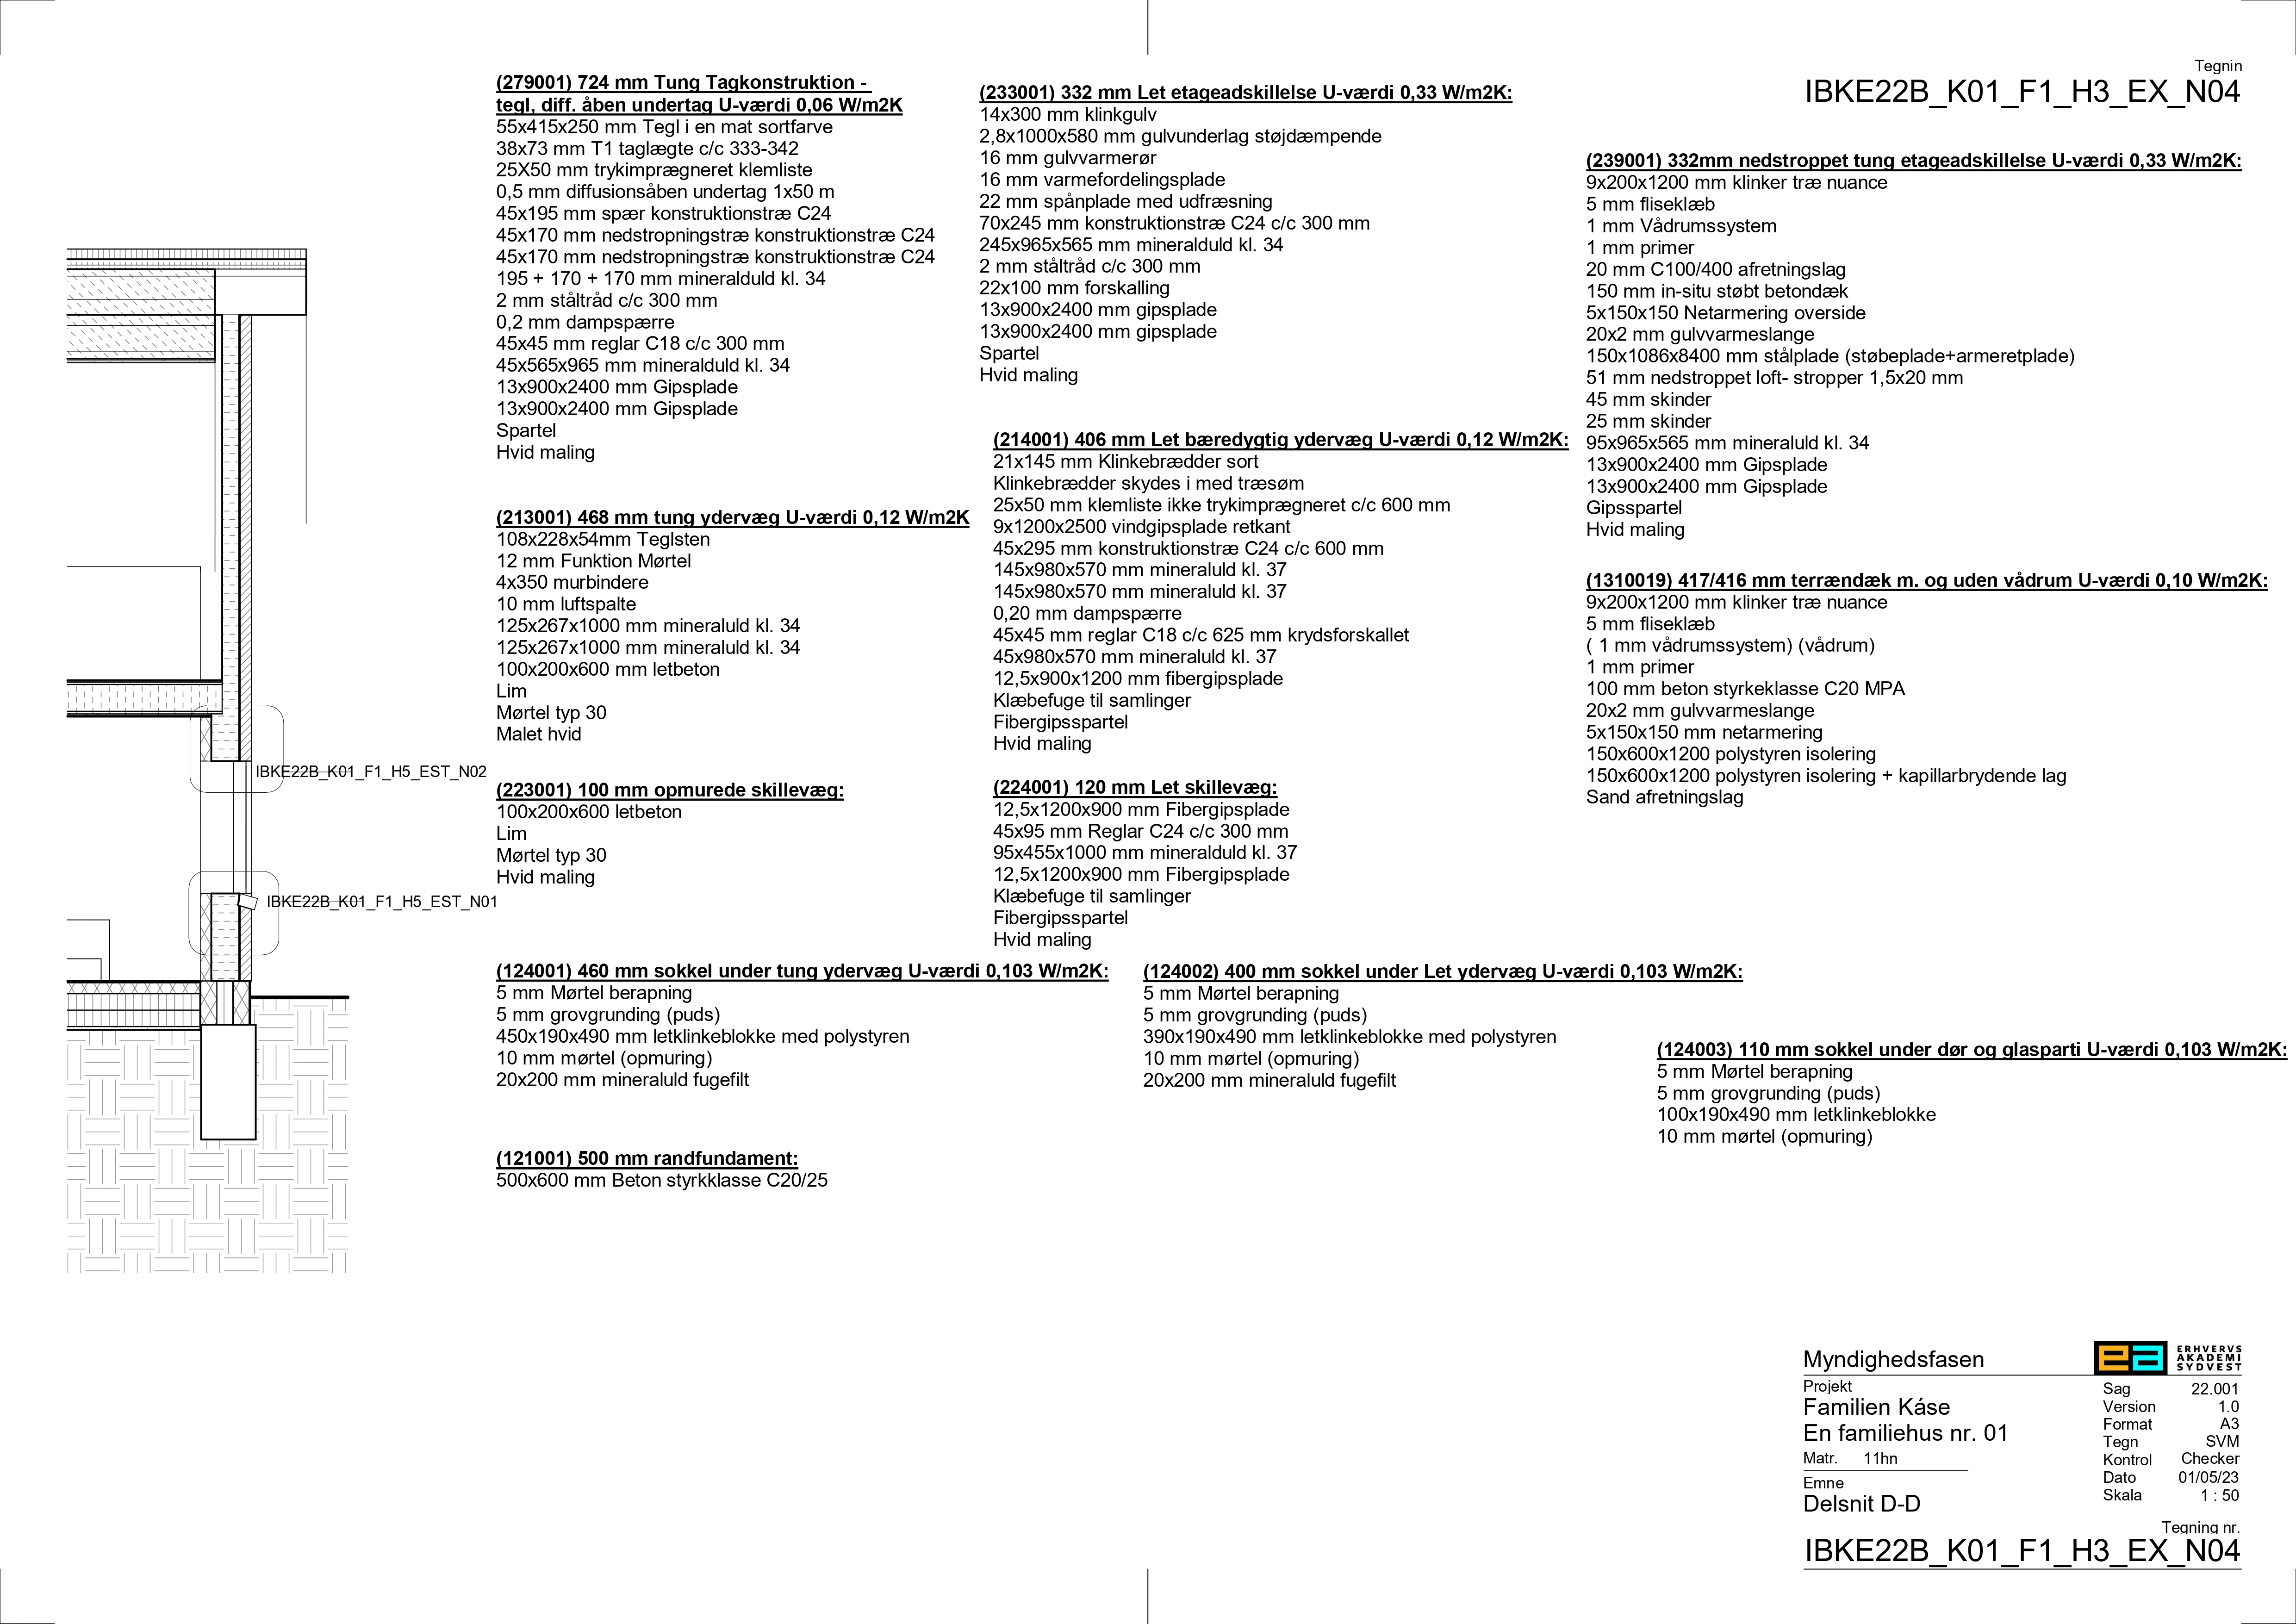 Tegnin
IBKE22B_K01_F1_H3_EX_N04
(279001) 724 mm Tung Tagkonstruktion -
tegl, diff. åben undertag U-værdi 0,06 W/m2K
55x415x250 mm Tegl i en mat sortfarve
38x73 mm T1 taglægte c/c 333-342
25X50 mm trykimprægneret klemliste
0,5 mm diffusionsåben undertag 1x50 m
45x195 mm spær konstruktionstræ C24
45x170 mm nedstropningstræ konstruktionstræ C24
45x170 mm nedstropningstræ konstruktionstræ C24
195 + 170 + 170 mm mineralduld kl. 34
2 mm ståltråd c/c 300 mm
0,2 mm dampspærre
45x45 mm reglar C18 c/c 300 mm
45x565x965 mm mineralduld kl. 34
13x900x2400 mm Gipsplade
13x900x2400 mm Gipsplade
Spartel
Hvid maling
(213001) 468 mm tung ydervæg U-værdi 0,12 W/m2K
108x228x54mm Teglsten
12 mm Funktion Mørtel
4x350 murbindere
10 mm luftspalte
125x267x1000 mm mineraluld kl. 34
125x267x1000 mm mineraluld kl. 34
100x200x600 mm letbeton
Lim
Mørtel typ 30
Malet hvid
IBKE22B_K01_F1_H5_EST_N02
(223001) 100 mm opmurede skillevæg:
100x200x600 letbeton
Lim
Mørtel typ 30
Hvid maling
IBKE22B_K01_F1_H5_EST_N01
(233001) 332 mm Let etageadskillelse U-værdi 0,33 W/m2K:
14x300 mm klinkgulv
2,8x1000x580 mm gulvunderlag støjdæmpende
16 mm gulvvarmerør
16 mm varmefordelingsplade
22 mm spånplade med udfræsning
70x245 mm konstruktionstræ C24 c/c 300 mm
245x965x565 mm mineralduld kl. 34
2 mm ståltråd c/c 300 mm
22x100 mm forskalling
13x900x2400 mm gipsplade
13x900x2400 mm gipsplade
Spartel
Hvid maling
(214001) 406 mm Let bæredygtig ydervæg U-værdi 0,12 W/m2K:
21x145 mm Klinkebrædder sort
Klinkebrædder skydes i med træsøm
25x50 mm klemliste ikke trykimprægneret c/c 600 mm
9x1200x2500 vindgipsplade retkant
45x295 mm konstruktionstræ C24 c/c 600 mm
145x980x570 mm mineraluld kl. 37
145x980x570 mm mineraluld kl. 37
0,20 mm dampspærre
45x45 mm reglar C18 c/c 625 mm krydsforskallet
45x980x570 mm mineraluld kl. 37
12,5x900x1200 mm fibergipsplade
Klæbefuge til samlinger
Fibergipsspartel
Hvid maling
(224001) 120 mm Let skillevæg:
12,5x1200x900 mm Fibergipsplade
45x95 mm Reglar C24 c/c 300 mm
95x455x1000 mm mineralduld kl. 37
12,5x1200x900 mm Fibergipsplade
Klæbefuge til samlinger
Fibergipsspartel
Hvid maling
(239001) 332mm nedstroppet tung etageadskillelse U-værdi 0,33 W/m2K:
9x200x1200 mm klinker træ nuance
5 mm fliseklæb
1 mm Vådrumssystem
1 mm primer
20 mm C100/400 afretningslag
150 mm in-situ støbt betondæk
5x150x150 Netarmering overside
20x2 mm gulvvarmeslange
150x1086x8400 mm stålplade (støbeplade+armeretplade)
51 mm nedstroppet loft- stropper 1,5x20 mm
45 mm skinder
25 mm skinder
95x965x565 mm mineraluld kl. 34
13x900x2400 mm Gipsplade
13x900x2400 mm Gipsplade
Gipsspartel
Hvid maling
(1310019) 417/416 mm terrændæk m. og uden vådrum U-værdi 0,10 W/m2K:
9x200x1200 mm klinker træ nuance
5 mm fliseklæb
( 1 mm vådrumssystem) (vådrum)
1 mm primer
100 mm beton styrkeklasse C20 MPA
20x2 mm gulvvarmeslange
5x150x150 mm netarmering
150x600x1200 polystyren isolering
150x600x1200 polystyren isolering + kapillarbrydende lag
Sand afretningslag
(124001) 460 mm sokkel under tung ydervæg U-værdi 0,103 W/m2K:
5 mm Mørtel berapning
5 mm grovgrunding (puds)
450x190x490 mm letklinkeblokke med polystyren
10 mm mørtel (opmuring)
20x200 mm mineraluld fugefilt
(124002) 400 mm sokkel under Let ydervæg U-værdi 0,103 W/m2K:
5 mm Mørtel berapning
5 mm grovgrunding (puds)
390x190x490 mm letklinkeblokke med polystyren
10 mm mørtel (opmuring)
20x200 mm mineraluld fugefilt
(124003) 110 mm sokkel under dør og glasparti U-værdi 0,103 W/m2K:
5 mm Mørtel berapning
5 mm grovgrunding (puds)
100x190x490 mm letklinkeblokke
10 mm mørtel (opmuring)
(121001) 500 mm randfundament:
500x600 mm Beton styrkklasse C20/25
Myndighedsfasen
ea ERHVERVS
AKADEMI
SYDVEST
Projekt
Familien Káse
En familiehus nr. 01
Matr. 11hn
Emne
Delsnit D-D
Sag 22.001
Version 1.0
Format A3
Tegn SVM
Kontrol Checker
Dato 01/05/23
Skala 1 : 50
Tegning nr.
IBKE22B_K01_F1_H3_EX_N04